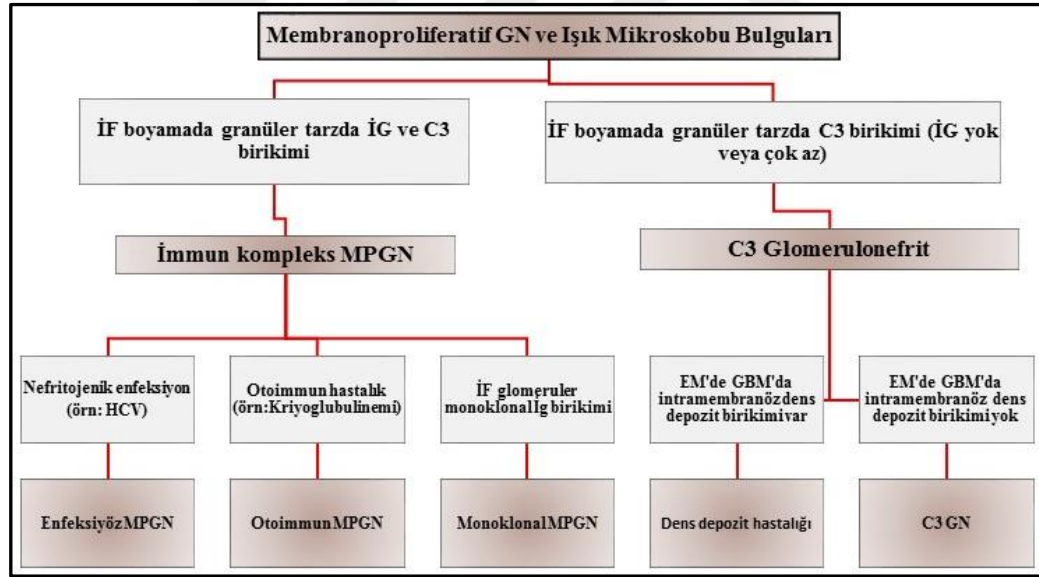 Membranoproliferatif GN ve Işık Mikroskobu Bulguları
İF boyamada granüler tarzda İG ve C3
birikimi
İF boyamada granüler tarzda C3 birikimi (İG yok
veya çok az)
İmmun kompleks MPGN
C3 Glomerulonefrit
Nefritojenik enfeksiyon
(örn: HCV)
Otoimmun hastalık
(örn:Kriyoglubulinemi)
İF glomeruler
monoklonal İg birikimi
EM'de GBM'da
intramembranöz dens
depozit birikimi var
EM'de GBM'da
intramembranöz dens
depozit birikimi yok
Enfeksiyöz MPGN
Otoimmun MPGN
Monoklonal MPGN
Dens depozit hastalığı
C3 GN